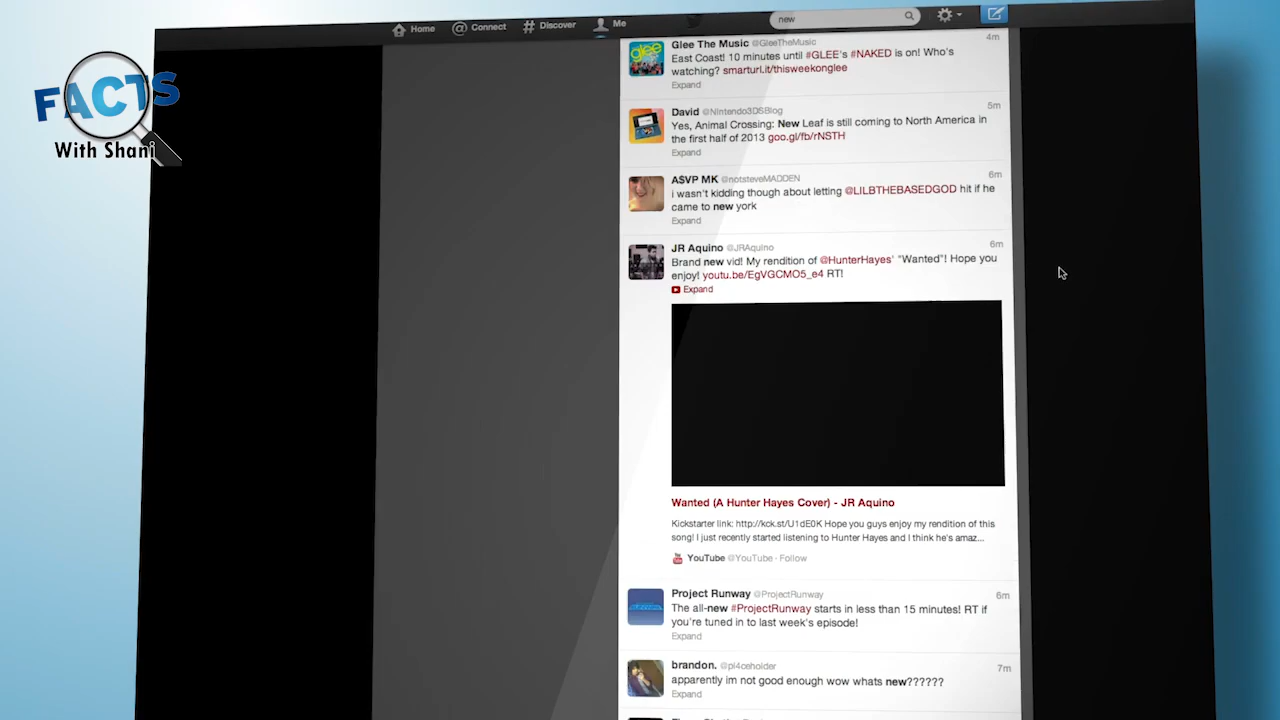 Home
Connect
Discover
Me
new
FACTS
With Shani
Glee The Music @GleeTheMusic
4m
East Coast! 10 minutes until #GLEE's #NAKED is on! Who's
watching? smarturl.it/thisweekonglee
Expand
David @Nintendo3DSBlog
5m
Yes, Animal Crossing: New Leaf is still coming to North America in
the first half of 2013 goo.gl/fb/rNSTH
Expand
A$VP MK @notsteveMADDEN
6m
i wasn't kidding though about letting @LILBTHEBASEDGOD hit if he
came to new york
Expand
JR Aquino @JRAquino
6m
Brand new vid! My rendition of @HunterHayes' "Wanted"! Hope you
enjoy! youtu.be/EgVGCMO5_e4 RT!
Expand
Wanted (A Hunter Hayes Cover) - JR Aquino
Kickstarter link: http://kck.st/U1dE0K Hope you guys enjoy my rendition of this
song! I just recently started listening to Hunter Hayes and I think he's amaz...
YouTube @YouTube · Follow
Project Runway @ProjectRunway
6m
The all-new #ProjectRunway starts in less than 15 minutes! RT if
you're tuned in to last week's episode!
Expand
brandon. @pl4ceholder
7m
apparently im not good enough wow whats new??????
Expand